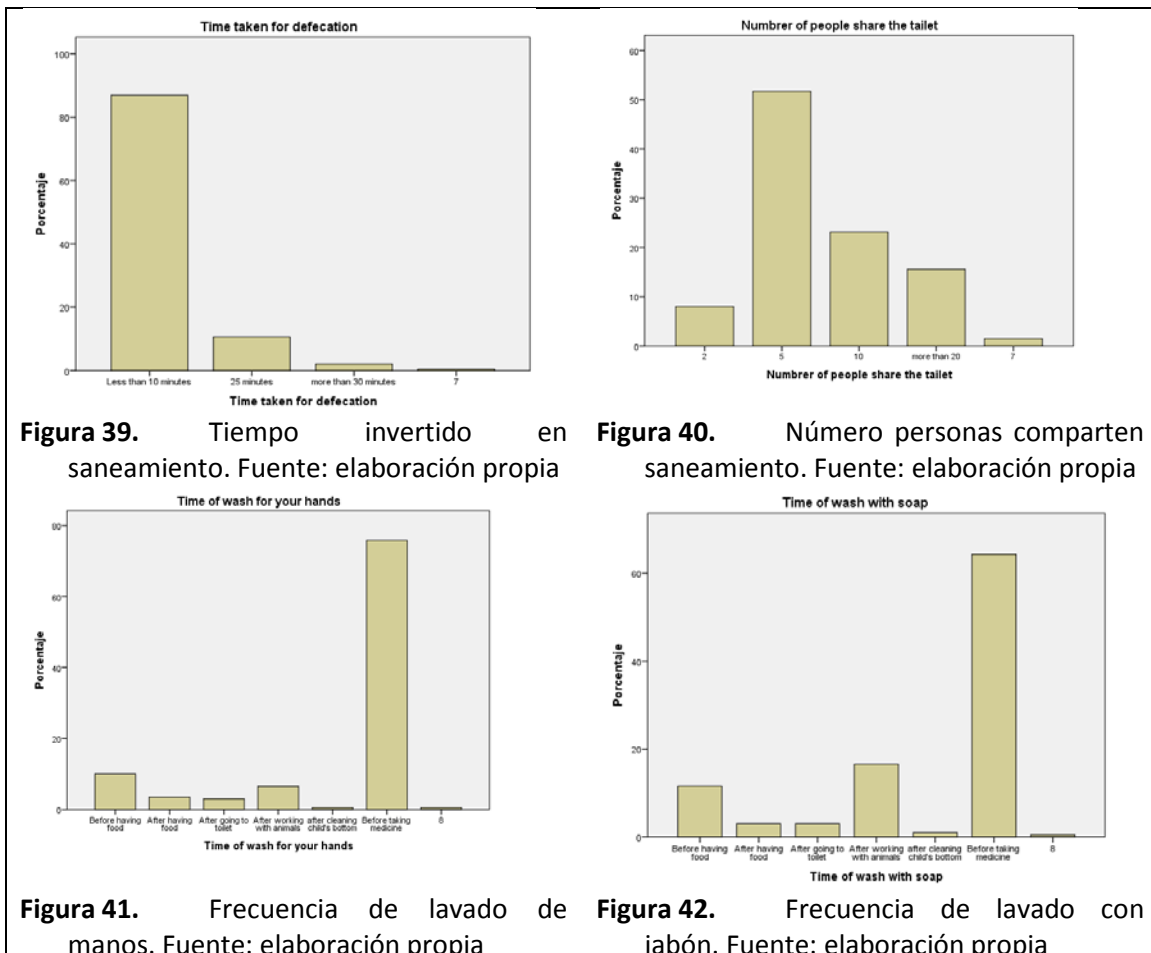 Time taken for defecation
100
80
60
40
20
0
Porcentaje
Less than 10 minutes 25 minutes more than 30 minutes 7
Time taken for defecation
Numbrer of people share the tailet
60
50
40
30
20
10
0
Porcentaje
2 5 10 more than 20 7
Numbrer of people share the tailet
Figura 39. Tiempo invertido en
saneamiento. Fuente: elaboración propia
Figura 40. Número personas comparten
saneamiento. Fuente: elaboración propia
Time of wash for your hands
80
60
40
20
0
Porcentaje
Before having food After having food After going to toilet After working with animals after cleaning child's bottom Before taking medicine 8
Time of wash for your hands
Time of wash with soap
60
40
20
0
Porcentaje
Before having food After having food After going to toilet After working with animals after cleaning child's bottom Before taking medicine 8
Time of wash with soap
Figura 41. Frecuencia de lavado de
manos. Fuente: elaboración propia
Figura 42. Frecuencia de lavado con
jabón. Fuente: elaboración propia